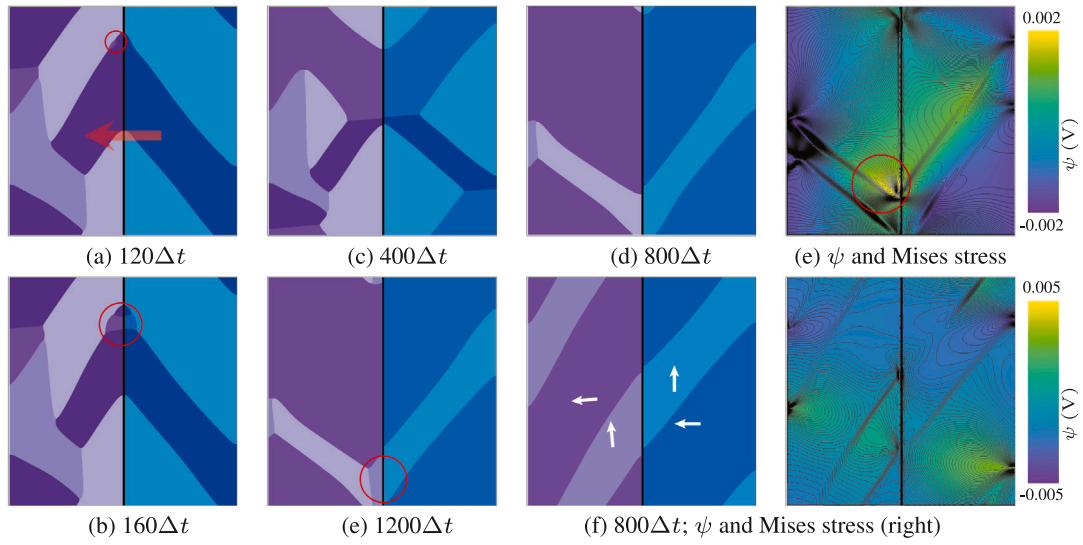 0.002
ψ (V)
-0.002
(a) 120Δt
(c) 400Δt
(d) 800Δt
(e) ψ and Mises stress
0.005
ψ (V)
-0.005
(b) 160Δt
(e) 1200Δt
(f) 800Δt; ψ and Mises stress (right)